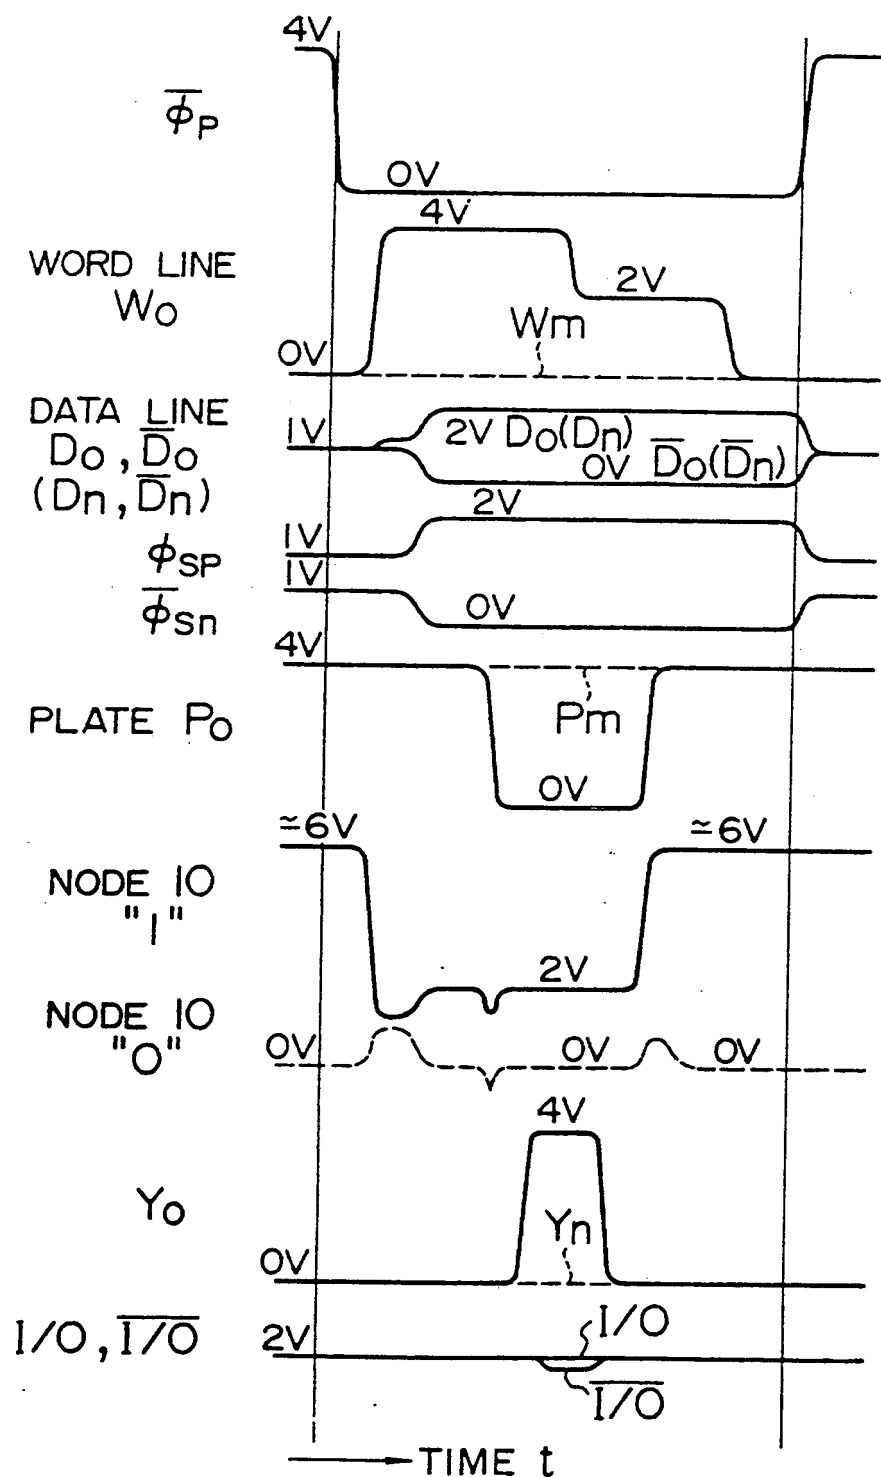 4V
φ̅P
0V
4V
WORD LINE
W0
2V
Wm
0V
DATA LINE
D0, D̅0
(Dn, D̅n)
1V
2V D0(Dn)
0V D̅0(D̅n)
2V
1V
φSP
1V
φ̅Sn
0V
4V
PLATE P0
Pm
0V
≃6V
≃6V
NODE 10
"1"
2V
NODE 10
"0"
0V
0V
0V
4V
Y0
Yn
0V
I/O, I̅/̅O̅
2V
I/O
I̅/̅O̅
TIME t